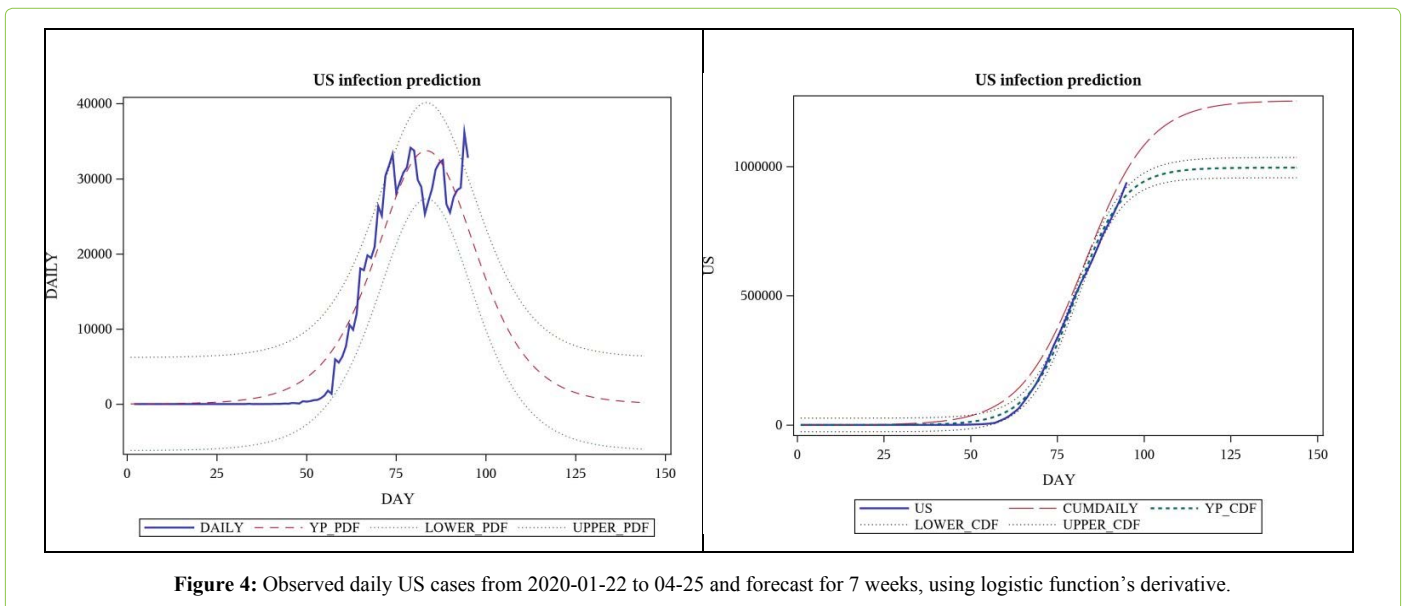 US infection prediction
40000
30000
20000
10000
0
DAILY
0 25 50 75 100 125 150
DAY
DAILY YP_PDF LOWER_PDF UPPER_PDF
US infection prediction
1000000
500000
0
US
0 25 50 75 100 125 150
DAY
US CUMDAILY YP_CDF
LOWER_CDF UPPER_CDF
Figure 4: Observed daily US cases from 2020-01-22 to 04-25 and forecast for 7 weeks, using logistic function’s derivative.